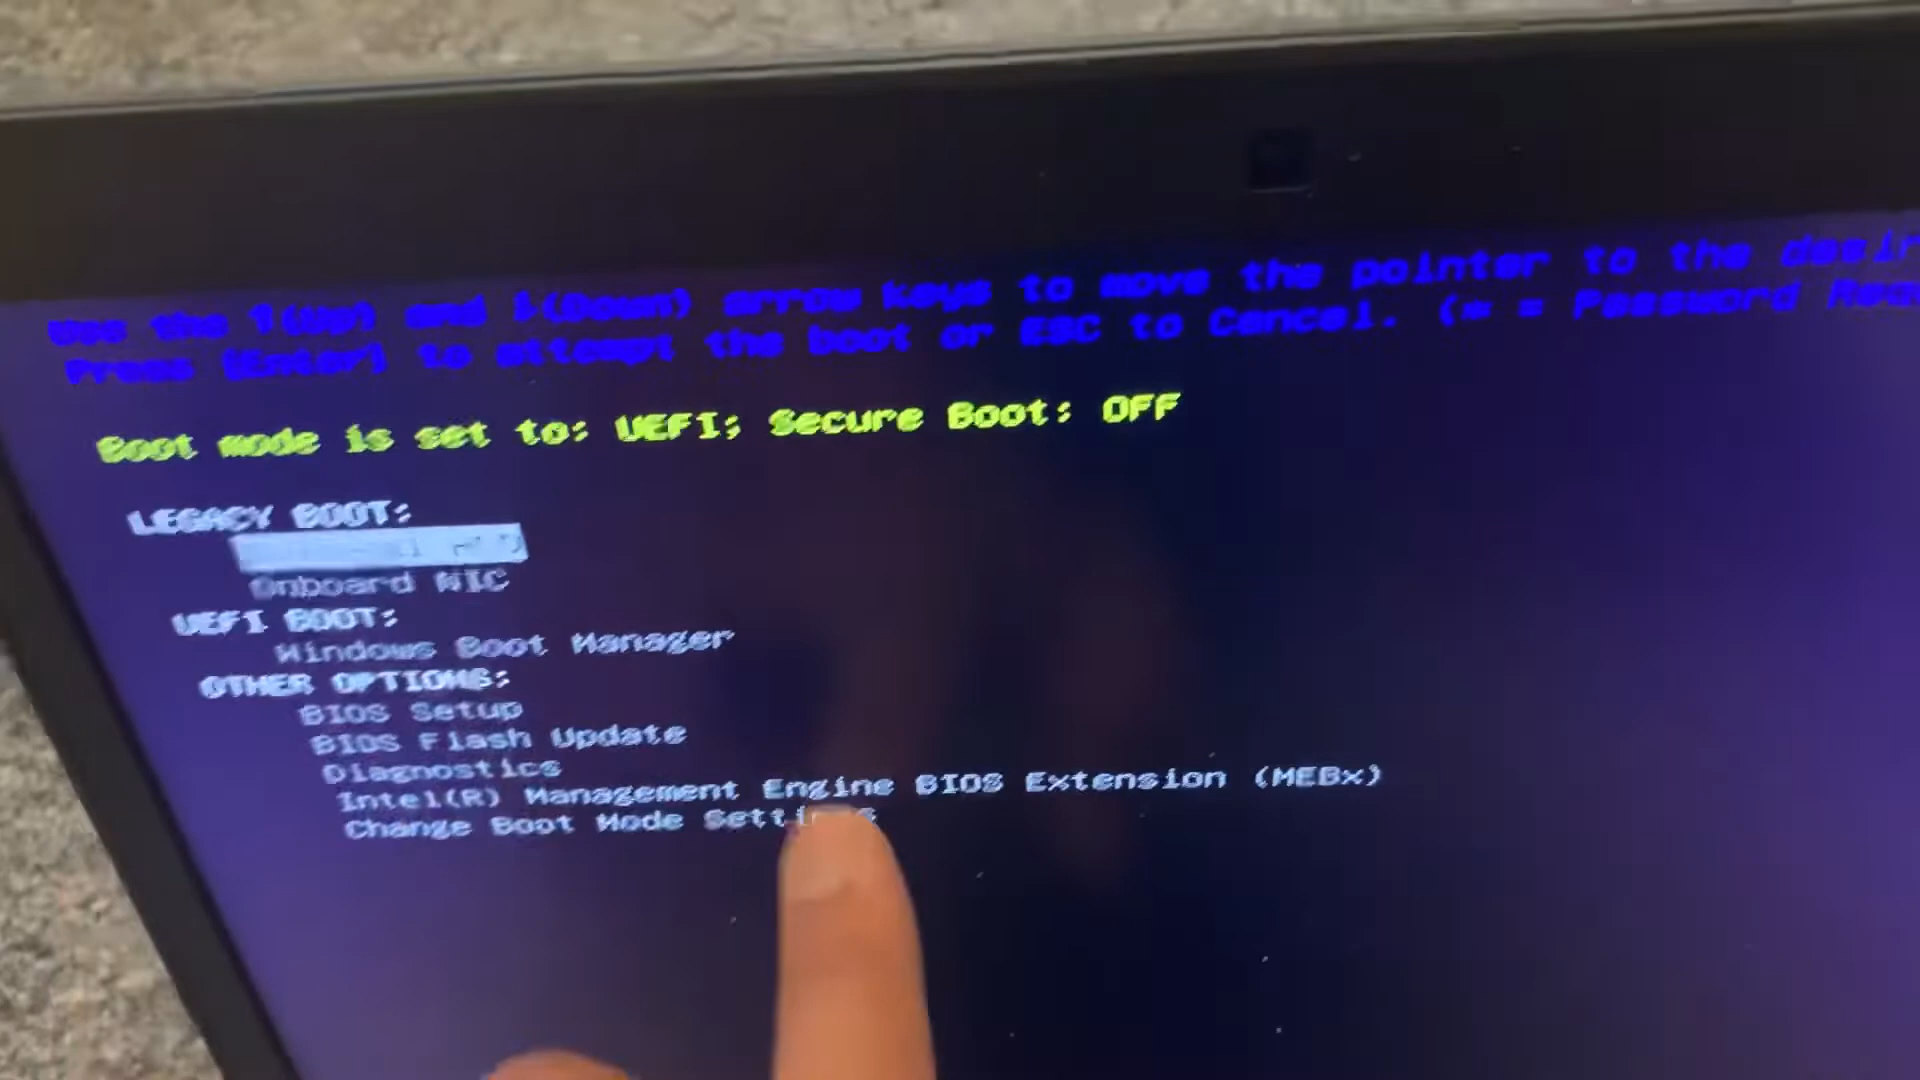 Use the ↑(Up) and ↓(Down) arrow keys to move the pointer to the
Press [Enter] to attempt the boot or ESC to Cancel. (* = Password
Boot mode is set to: UEFI; Secure Boot: OFF
LEGACY BOOT:
Onboard NIC
UEFI BOOT:
Windows Boot Manager
OTHER OPTIONS:
BIOS Setup
BIOS Flash Update
Diagnostics
Intel(R) Management Engine BIOS Extension (MEBx)
Change Boot Mode Settings